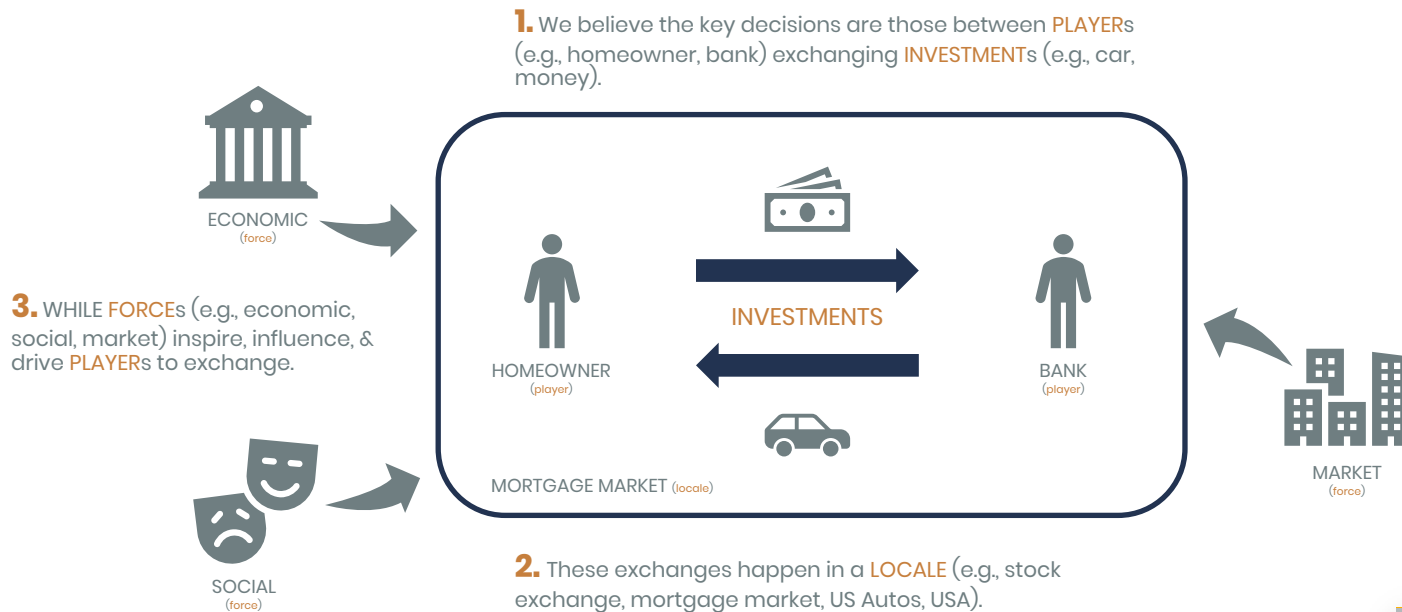 1. We believe the key decisions are those between PLAYERs
(e.g., homeowner, bank) exchanging INVESTMENTs (e.g., car,
money).
ECONOMIC
(force)
3. WHILE FORCEs (e.g., economic,
social, market) inspire, influence, &
drive PLAYERs to exchange.
SOCIAL
(force)
HOMEOWNER
(player)
INVESTMENTS
BANK
(player)
MORTGAGE MARKET (locale)
MARKET
(force)
2. These exchanges happen in a LOCALE (e.g., stock
exchange, mortgage market, US Autos, USA).